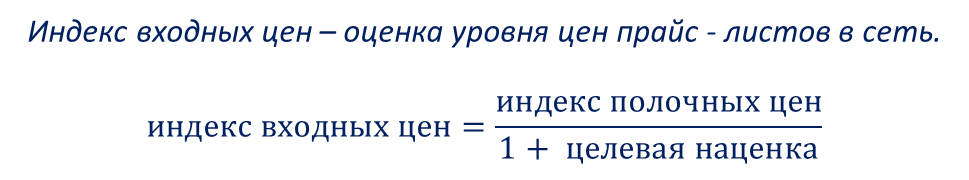 Индекс входных цен – оценка уровня цен прайс - листов в сеть.
индекс входных цен = индекс полочных цен / 1 + целевая наценка